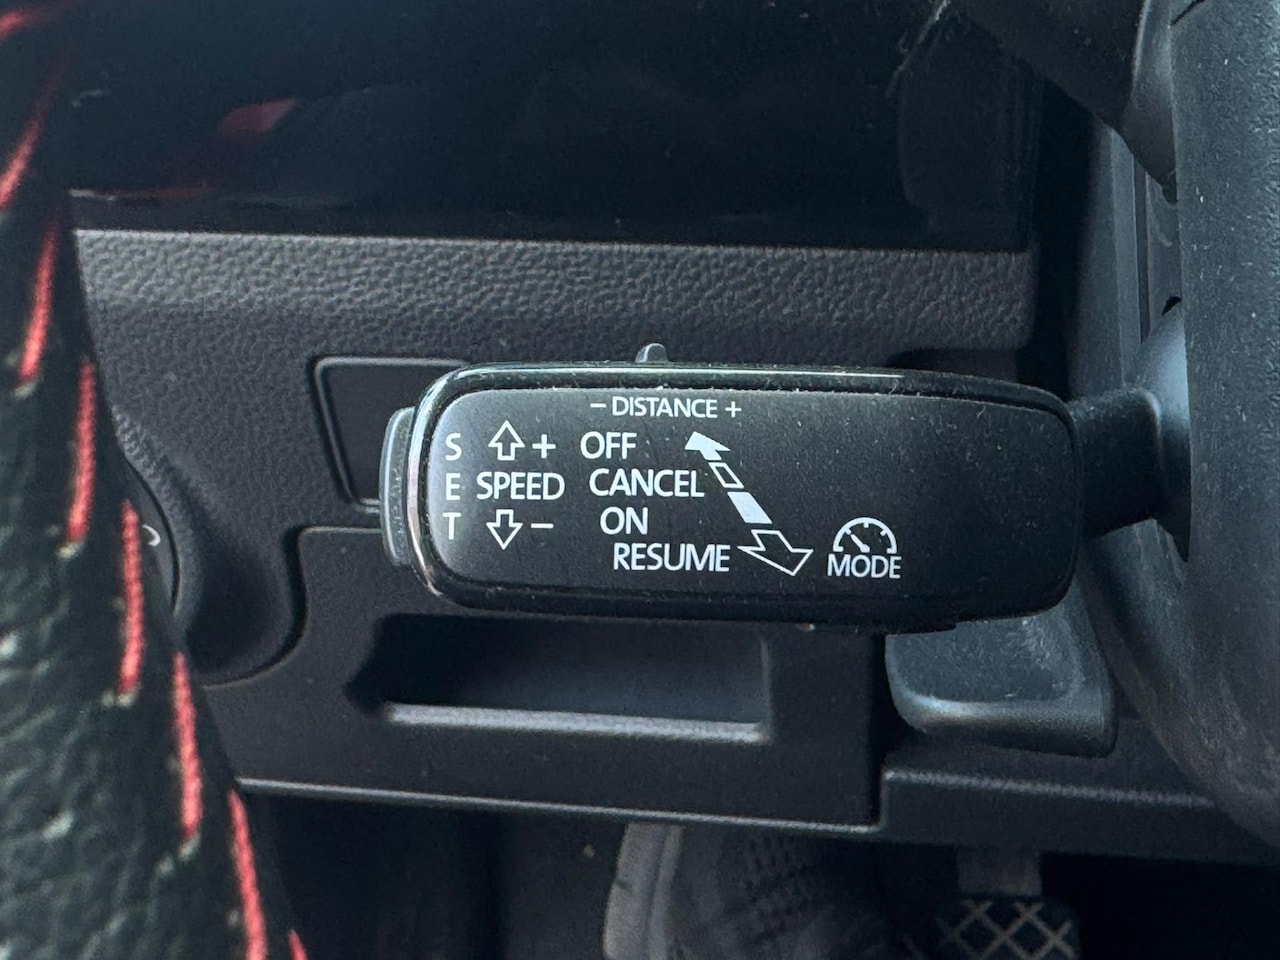 − DISTANCE +
S + OFF
E SPEED CANCEL
T − ON
RESUME
MODE